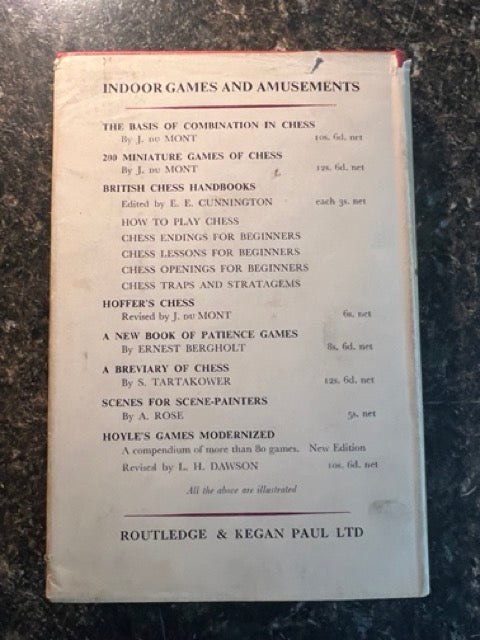 INDOOR GAMES AND AMUSEMENTS
THE BASIS OF COMBINATION IN CHESS
By J. DU MONT 10s. 6d. net
200 MINIATURE GAMES OF CHESS
By J. DU MONT 12s. 6d. net
BRITISH CHESS HANDBOOKS
Edited by E. E. CUNNINGTON each 3s. net
HOW TO PLAY CHESS
CHESS ENDINGS FOR BEGINNERS
CHESS LESSONS FOR BEGINNERS
CHESS OPENINGS FOR BEGINNERS
CHESS TRAPS AND STRATAGEMS
HOFFER'S CHESS
Revised by J. DU MONT 6s. net
A NEW BOOK OF PATIENCE GAMES
By ERNEST BERGHOLT 8s. 6d. net
A BREVIARY OF CHESS
By S. TARTAKOWER 12s. 6d. net
SCENES FOR SCENE-PAINTERS
By A. ROSE 5s. net
HOYLE'S GAMES MODERNIZED
A compendium of more than 80 games. New Edition
Revised by L. H. DAWSON 10s. 6d. net
All the above are illustrated
ROUTLEDGE & KEGAN PAUL LTD